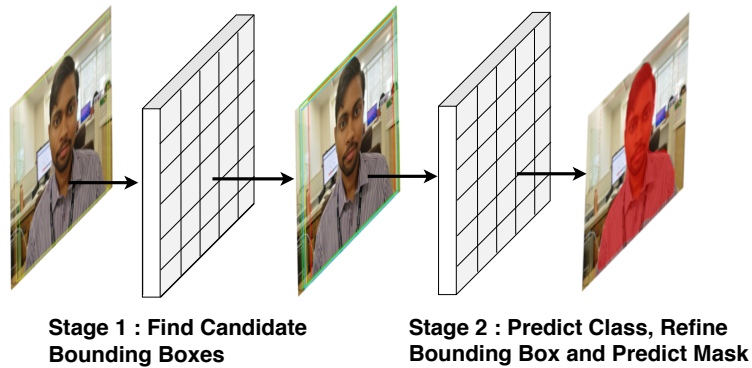 Stage 1 : Find Candidate
Bounding Boxes
Stage 2 : Predict Class, Refine
Bounding Box and Predict Mask